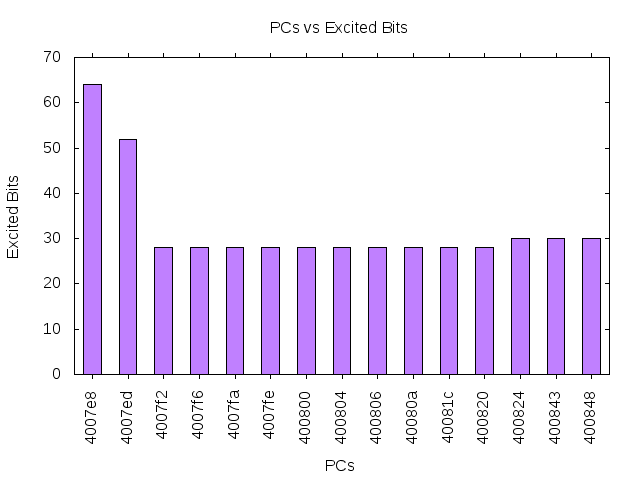 PCs vs Excited Bits
70
60
50
40
30
20
10
0
Excited Bits
4007e8
4007ed
4007f2
4007f6
4007fa
4007fe
400800
400804
400806
40080a
40081c
400820
400824
400843
400848
PCs